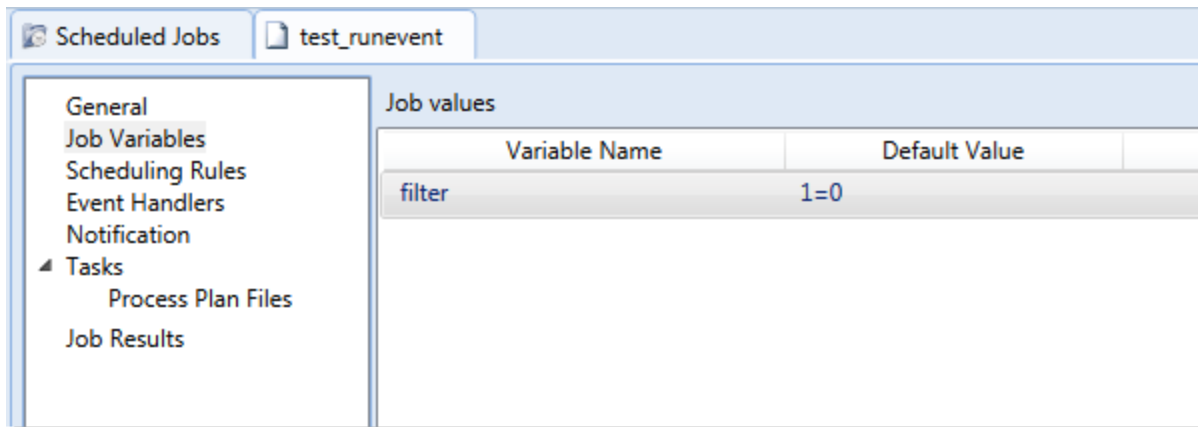 Scheduled Jobs test_runevent
General
Job Variables
Scheduling Rules
Event Handlers
Notification
Tasks
Process Plan Files
Job Results
Job values
Variable Name Default Value
filter 1=0